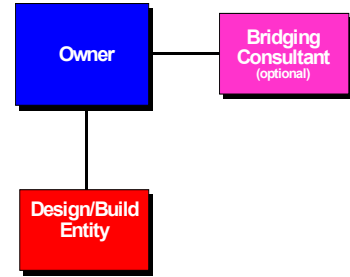 Owner
Bridging
Consultant
(optional)
Design/Build
Entity